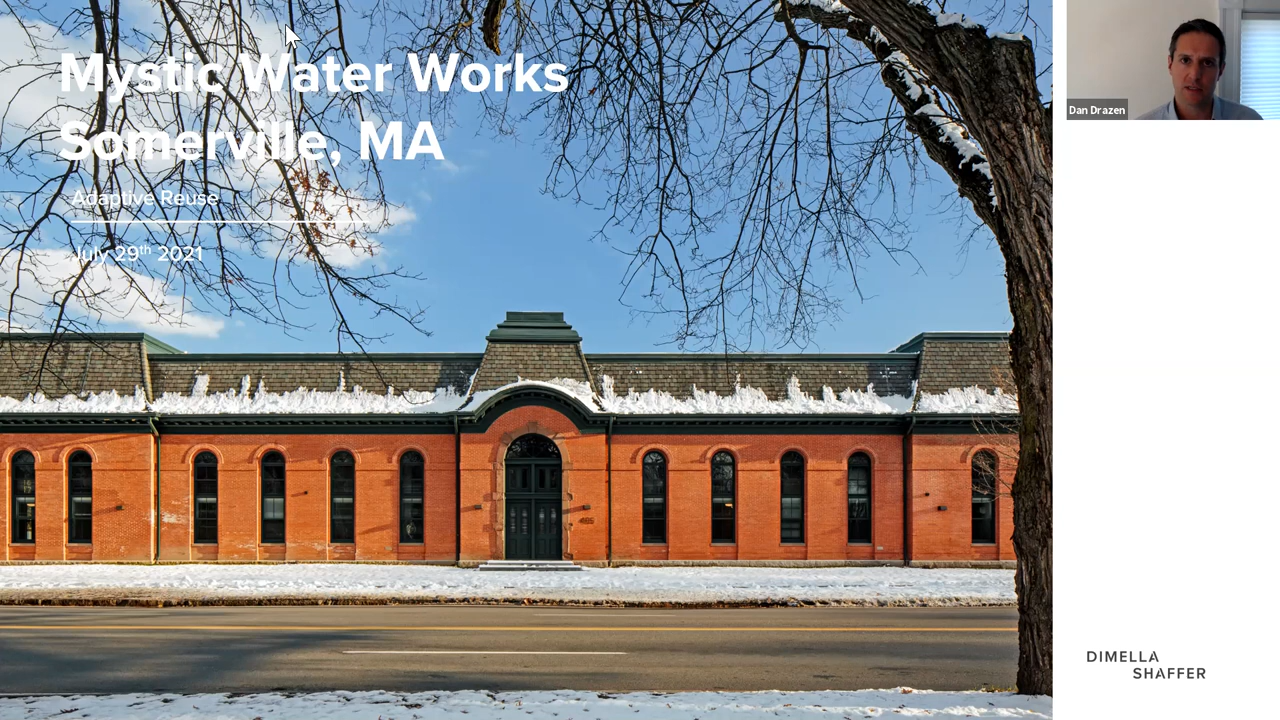 Mystic Water Works
Somerville, MA
Adaptive Reuse
July 29th 2021
Dan Drazen
DIMELLA
SHAFFER